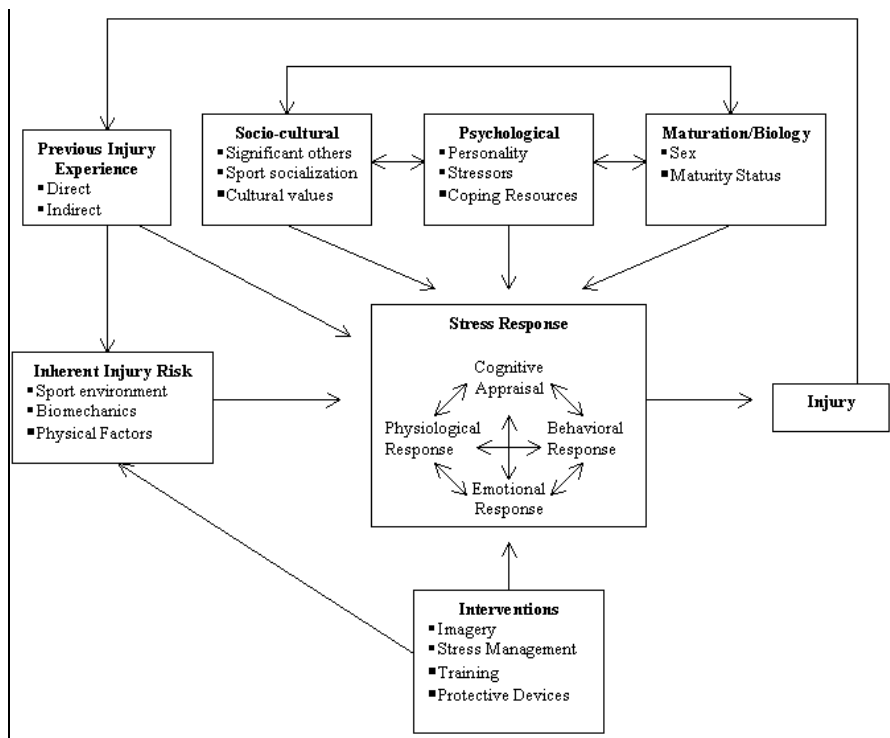 Socio-cultural
▪ Significant others
▪ Sport socialization
▪ Cultural values
Psychological
▪ Personality
▪ Stressors
▪ Coping Resources
Maturation/Biology
▪ Sex
▪ Maturity Status
Previous Injury
Experience
▪ Direct
▪ Indirect
Stress Response
Cognitive
Appraisal
Physiological
Response
Behavioral
Response
Emotional
Response
Inherent Injury Risk
▪ Sport environment
▪ Biomechanics
▪ Physical Factors
Injury
Interventions
▪ Imagery
▪ Stress Management
▪ Training
▪ Protective Devices